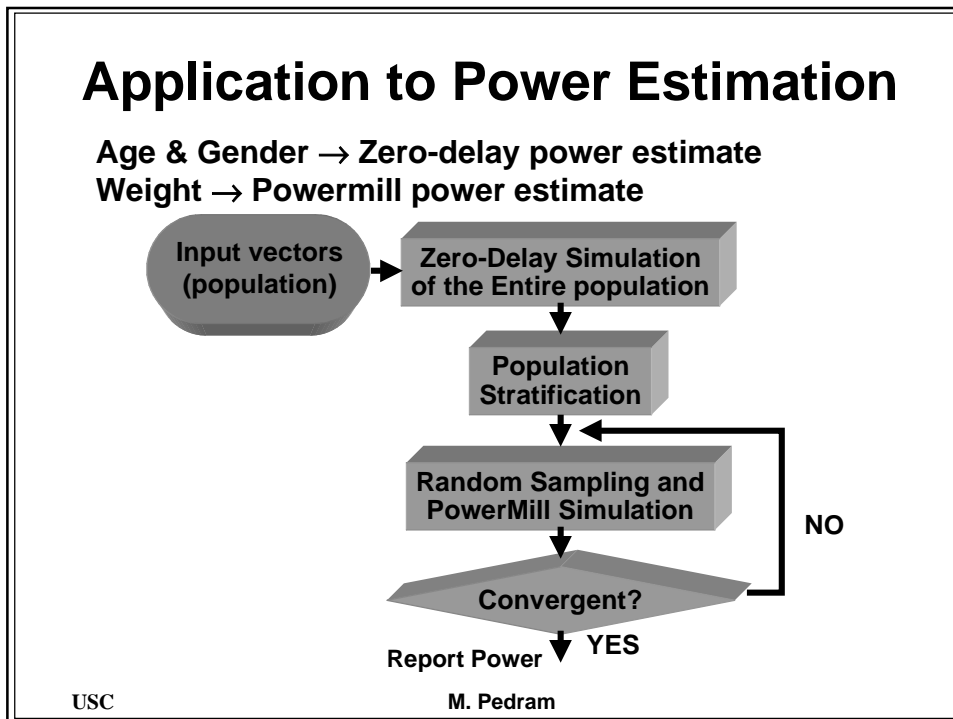 Application to Power Estimation
Age & Gender → Zero-delay power estimate
Weight → Powermill power estimate
Input vectors
(population)
Zero-Delay Simulation
of the Entire population
Population
Stratification
Random Sampling and
PowerMill Simulation
NO
Convergent?
YES
Report Power
USC
M. Pedram